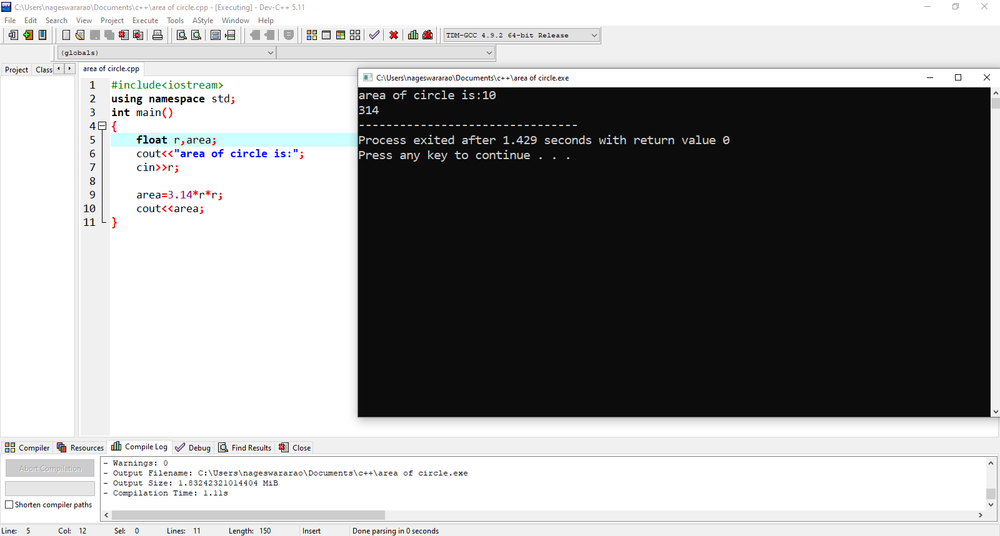 C:\Users\nageswararao\Documents\c++\area of circle.cpp - [Executing] - Dev-C++ 5.11
File Edit Search View Project Execute Tools AStyle Window Help
TDM-GCC 4.9.2 64-bit Release
(globals)
Project Class
area of circle.cpp
1 #include<iostream>
2 using namespace std;
3 int main()
4 {
5 float r,area;
6 cout<<"area of circle is:";
7 cin>>r;
8
9 area=3.14*r*r;
10 cout<<area;
11 }
C:\Users\nageswararao\Documents\c++\area of circle.exe
area of circle is:10
314
--------------------------------
Process exited after 1.429 seconds with return value 0
Press any key to continue . . .
Compiler Resources Compile Log Debug Find Results Close
Abort Compilation
Shorten compiler paths
- Warnings: 0
- Output Filename: C:\Users\nageswararao\Documents\c++\area of circle.exe
- Output Size: 1.83242321014404 MiB
- Compilation Time: 1.11s
Line: 5 Col: 12 Sel: 0 Lines: 11 Length: 150 Insert Done parsing in 0 seconds